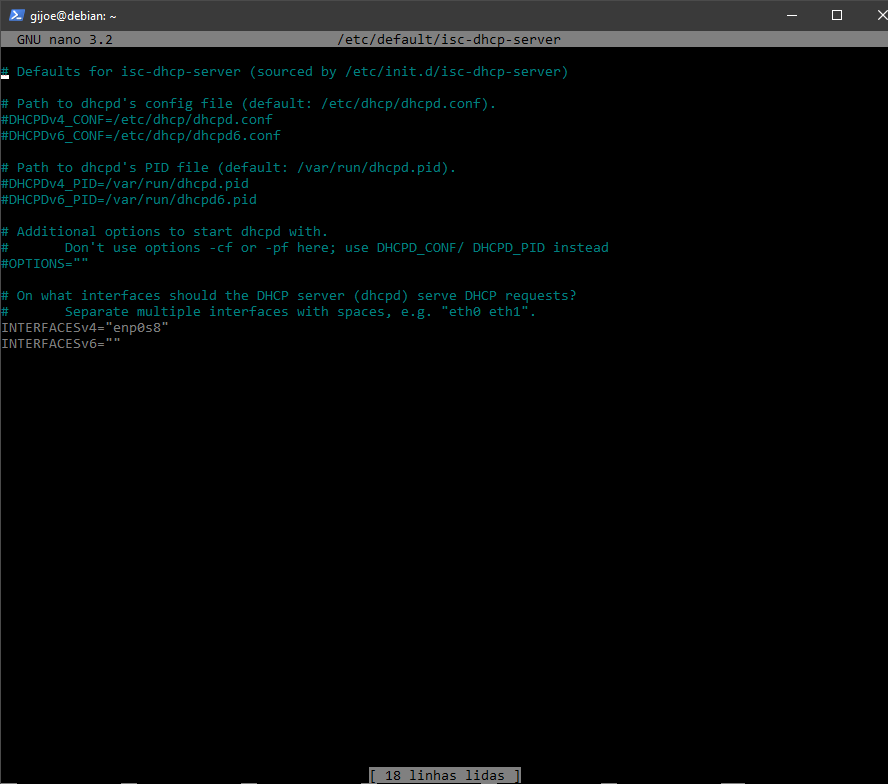 gijoe@debian: ~
GNU nano 3.2 /etc/default/isc-dhcp-server
# Defaults for isc-dhcp-server (sourced by /etc/init.d/isc-dhcp-server)
# Path to dhcpd's config file (default: /etc/dhcp/dhcpd.conf).
#DHCPDv4_CONF=/etc/dhcp/dhcpd.conf
#DHCPDv6_CONF=/etc/dhcp/dhcpd6.conf
# Path to dhcpd's PID file (default: /var/run/dhcpd.pid).
#DHCPDv4_PID=/var/run/dhcpd.pid
#DHCPDv6_PID=/var/run/dhcpd6.pid
# Additional options to start dhcpd with.
#       Don't use options -cf or -pf here; use DHCPD_CONF/ DHCPD_PID instead
#OPTIONS=""
# On what interfaces should the DHCP server (dhcpd) serve DHCP requests?
#       Separate multiple interfaces with spaces, e.g. "eth0 eth1".
INTERFACESv4="enp0s8"
INTERFACESv6=""
[ 18 linhas lidas ]